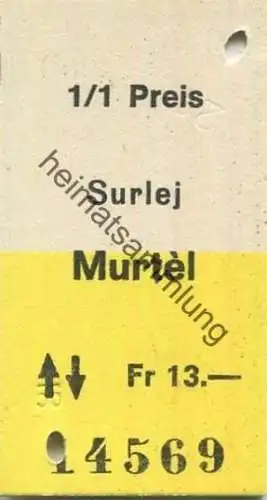 1/1 Preis
Surlej
Murtèl
Fr 13.—
14569
heimatsammlung